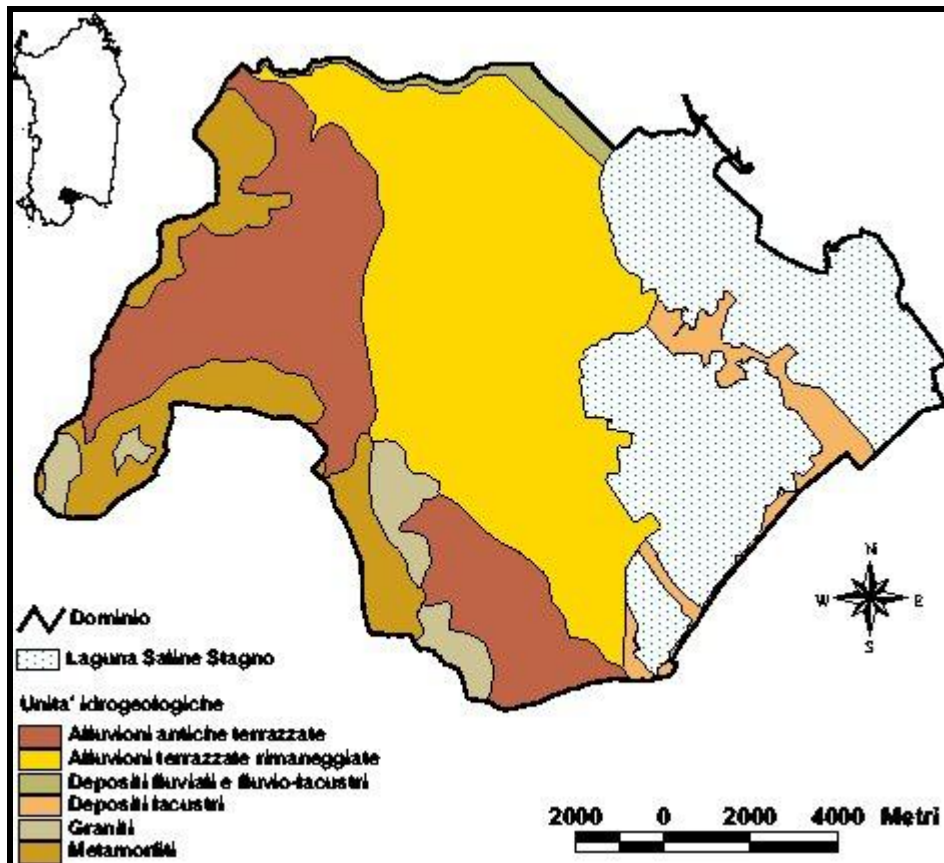 N
W E
S
Dominio
Laguna Saline Stagno
Unita' idrogeologiche
Alluvioni antiche terrazzate
Alluvioni terrazzate rimaneggiate
Depositi fluviali e fluvio-lacustri
Depositi lacustri
Graniti
Metamorfiti
2000 0 2000 4000 Metri